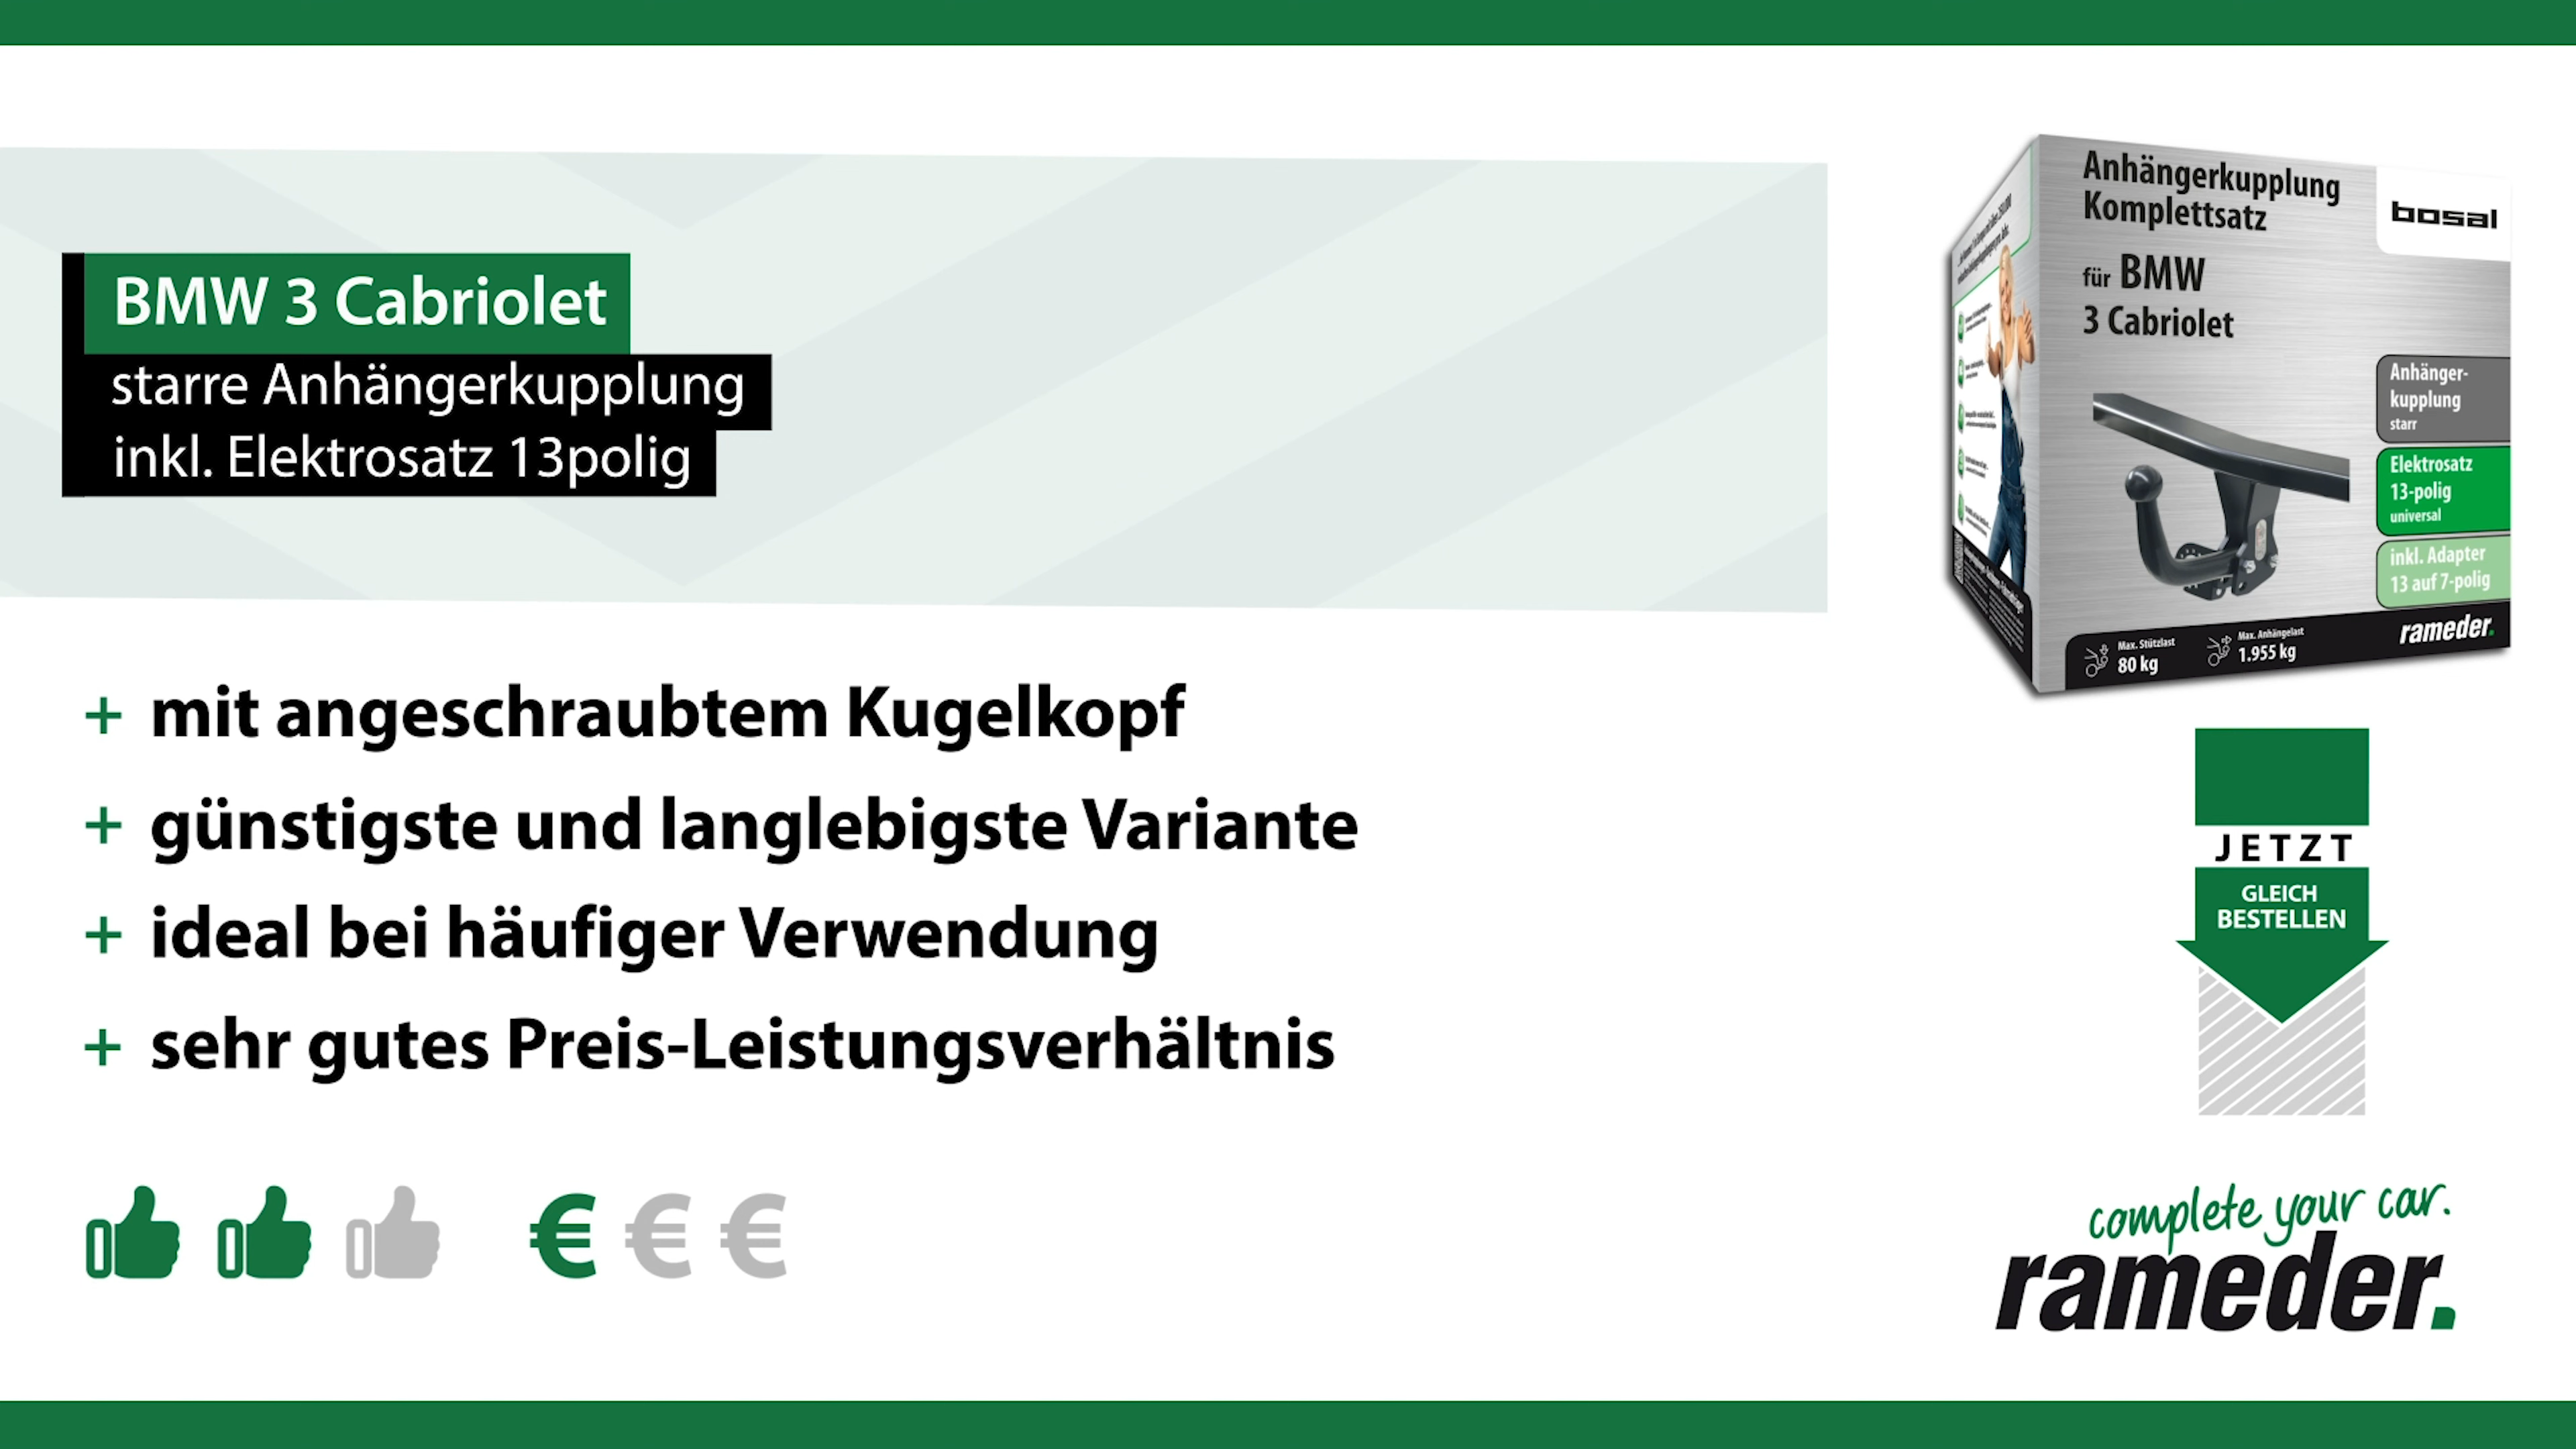 BMW 3 Cabriolet
starre Anhängerkupplung
inkl. Elektrosatz 13polig
+ mit angeschraubtem Kugelkopf
+ günstigste und langlebigste Variante
+ ideal bei häufiger Verwendung
+ sehr gutes Preis-Leistungsverhältnis
€ € €
Anhängerkupplung
Komplettsatz
bosal
für BMW
3 Cabriolet
Anhänger-
kupplung
starr
Elektrosatz
13-polig
universal
inkl. Adapter
13 auf 7-polig
Max. Stützlast
80 kg
Max. Anhängelast
1.955 kg
rameder.
JETZT
GLEICH
BESTELLEN
complete your car.
rameder.